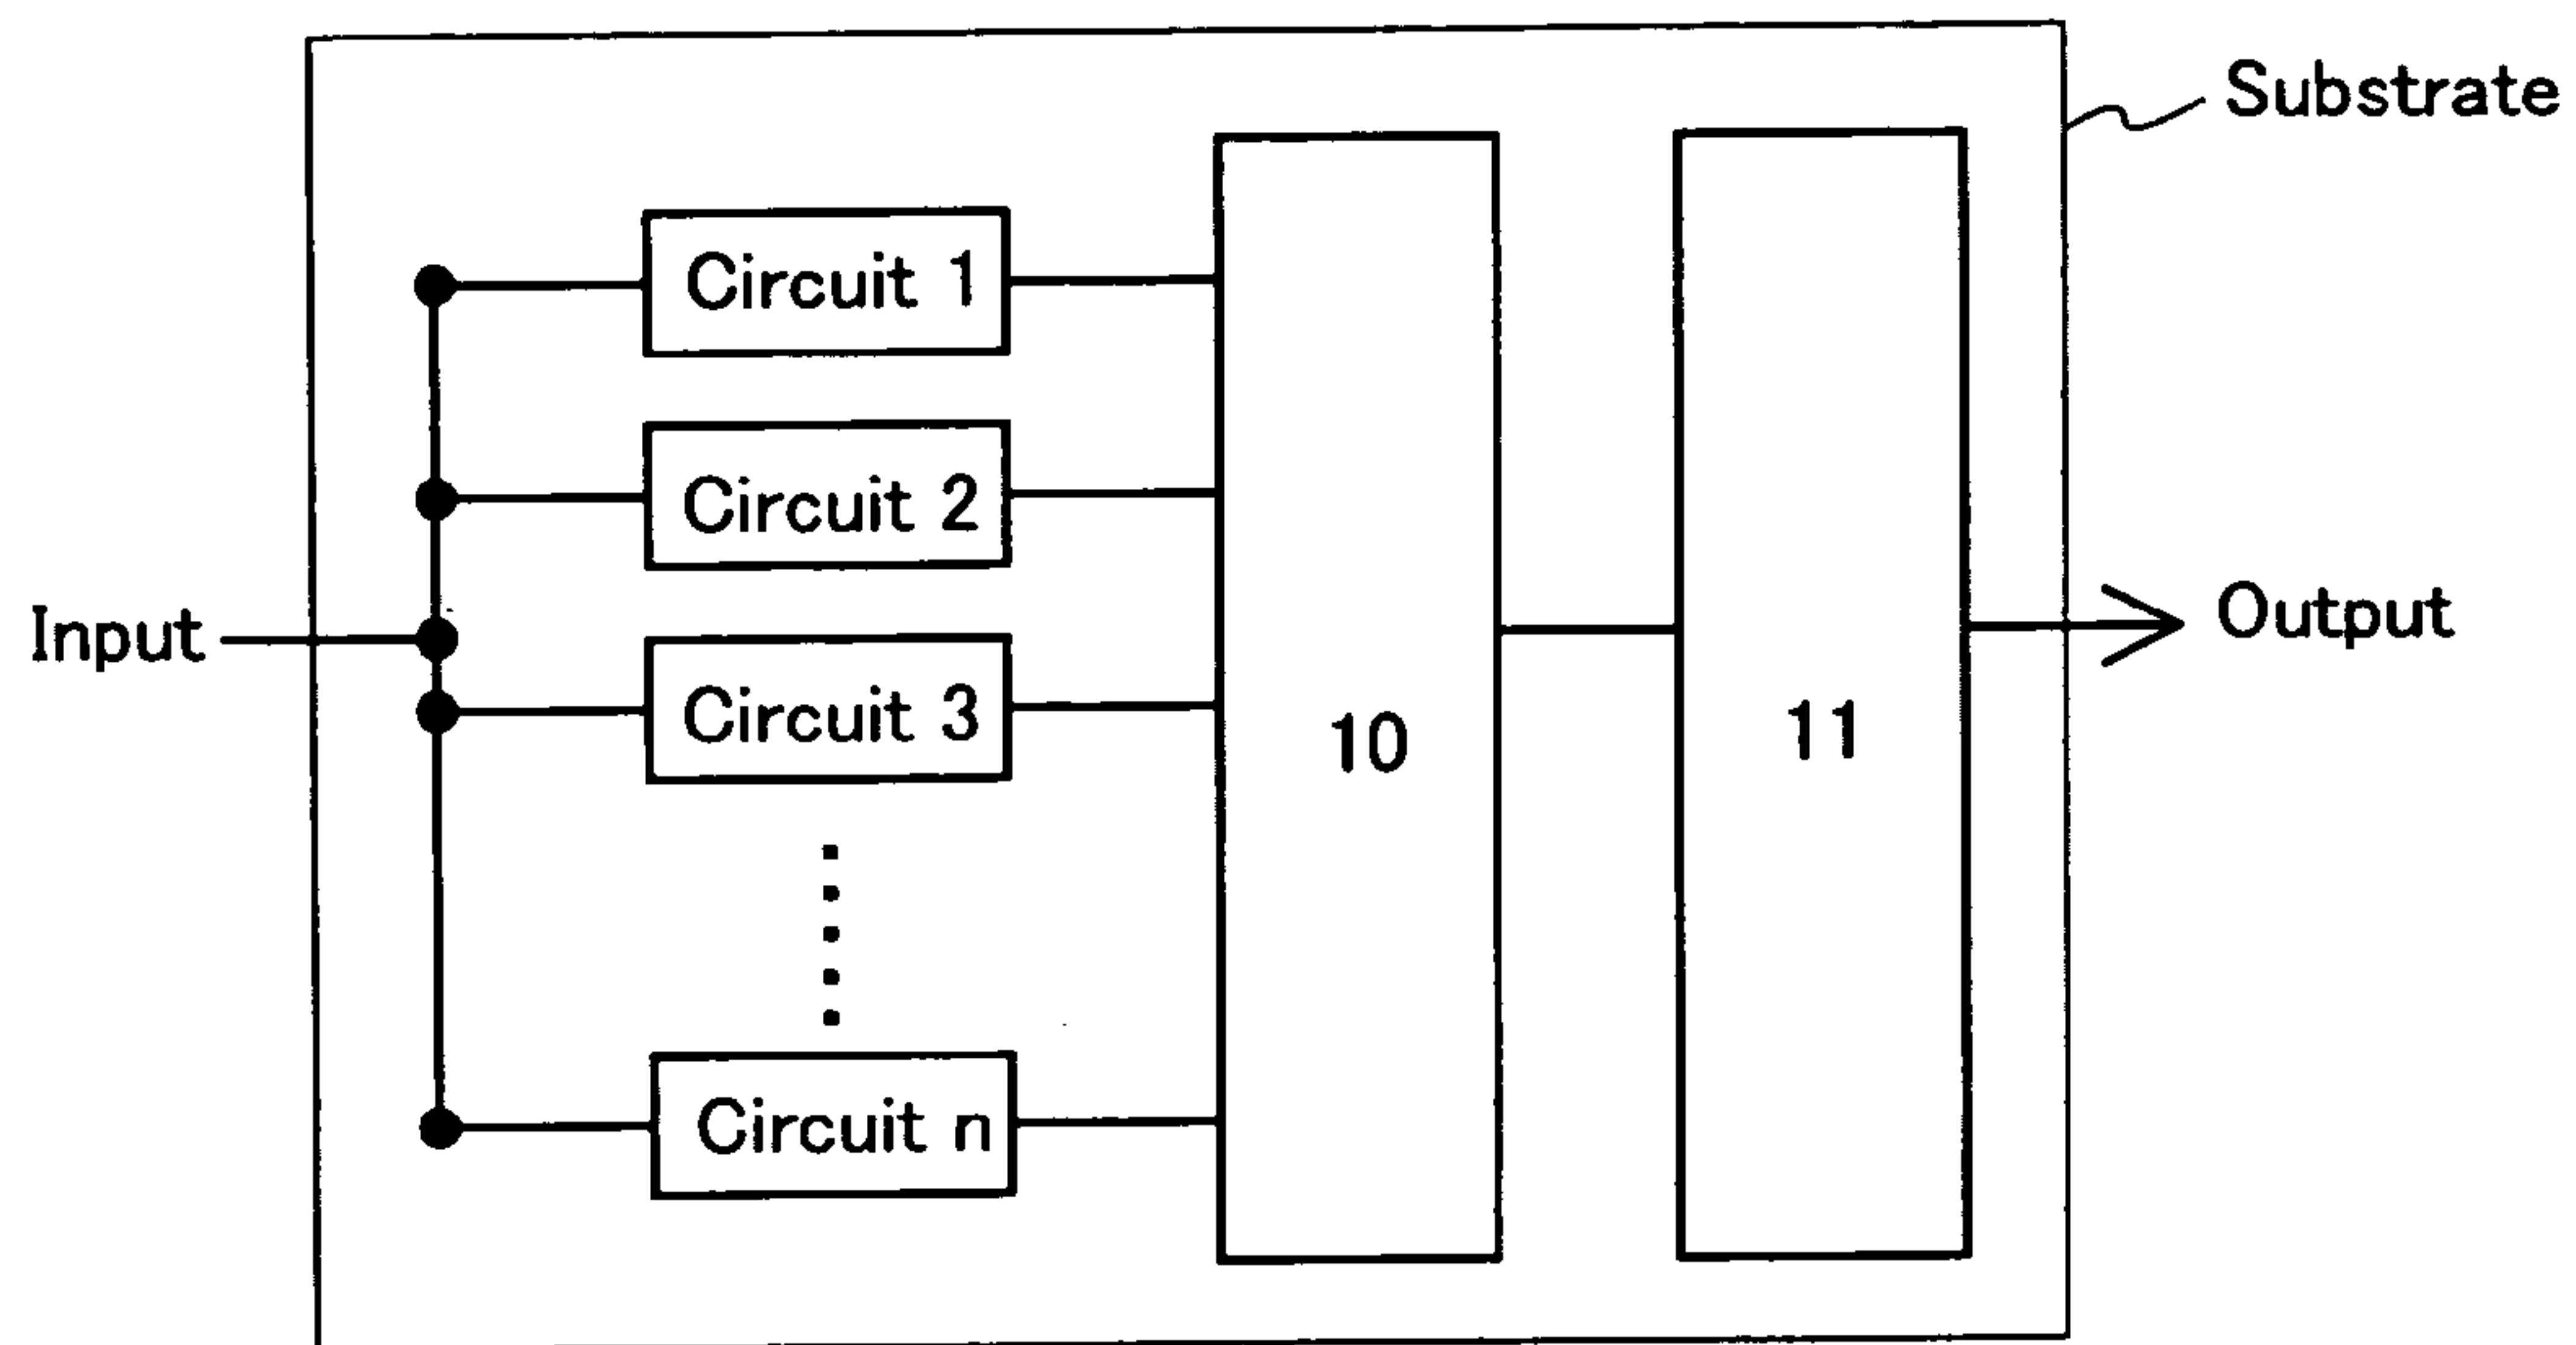 Substrate
Circuit 1
Circuit 2
Input
Output
Circuit 3
10
11
Circuit n